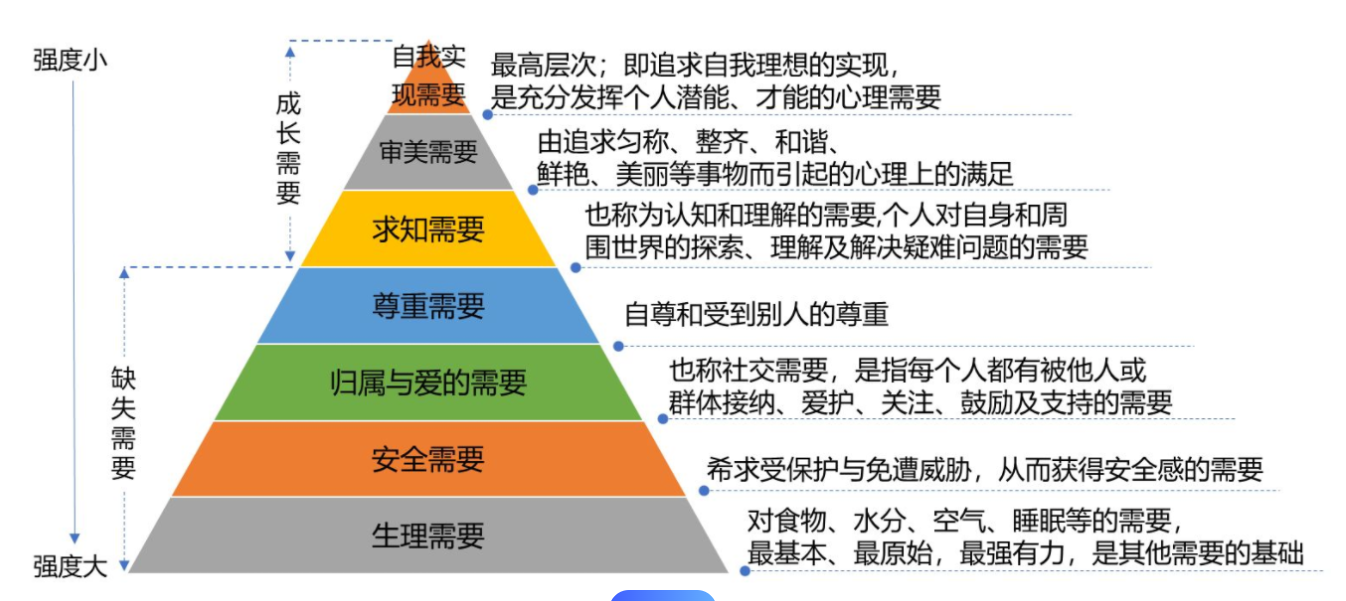 强度小
强度大
成长需要
缺失需要
自我实
现需要
最高层次；即追求自我理想的实现，
是充分发挥个人潜能、才能的心理需要
审美需要
由追求匀称、整齐、和谐、
鲜艳、美丽等事物而引起的心理上的满足
求知需要
也称为认知和理解的需要,个人对自身和周
围世界的探索、理解及解决疑难问题的需要
尊重需要
自尊和受到别人的尊重
归属与爱的需要
也称社交需要，是指每个人都有被他人或
群体接纳、爱护、关注、鼓励及支持的需要
安全需要
希求受保护与免遭威胁，从而获得安全感的需要
生理需要
对食物、水分、空气、睡眠等的需要，
最基本、最原始，最强有力，是其他需要的基础